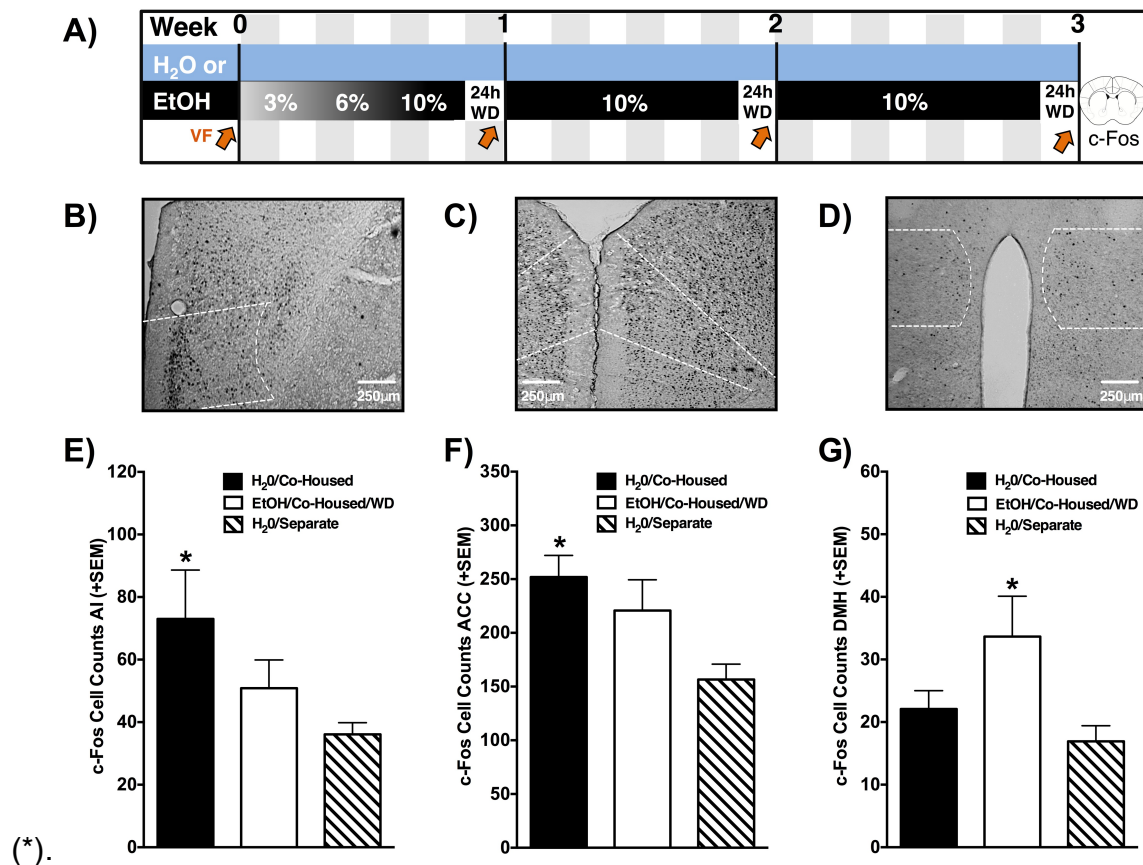 A)
Week 0 1 2 3
H₂O or
EtOH 3% 6% 10% 24h WD 10% 24h WD 10% 24h WD
VF
c-Fos
B)
250µm
C)
250µm
D)
250µm
E)
120
100
80
60
40
20
0
c-Fos Cell Counts AI (+SEM)
H₂0/Co-Housed
EtOH/Co-Housed/WD
H₂0/Separate
*
F)
350
300
250
200
150
100
50
0
c-Fos Cell Counts ACC (+SEM)
H₂0/Co-Housed
EtOH/Co-Housed/WD
H₂0/Separate
*
G)
60
50
40
30
20
10
0
c-Fos Cell Counts DMH (+SEM)
H₂0/Co-Housed
EtOH/Co-Housed/WD
H₂0/Separate
*
(*).